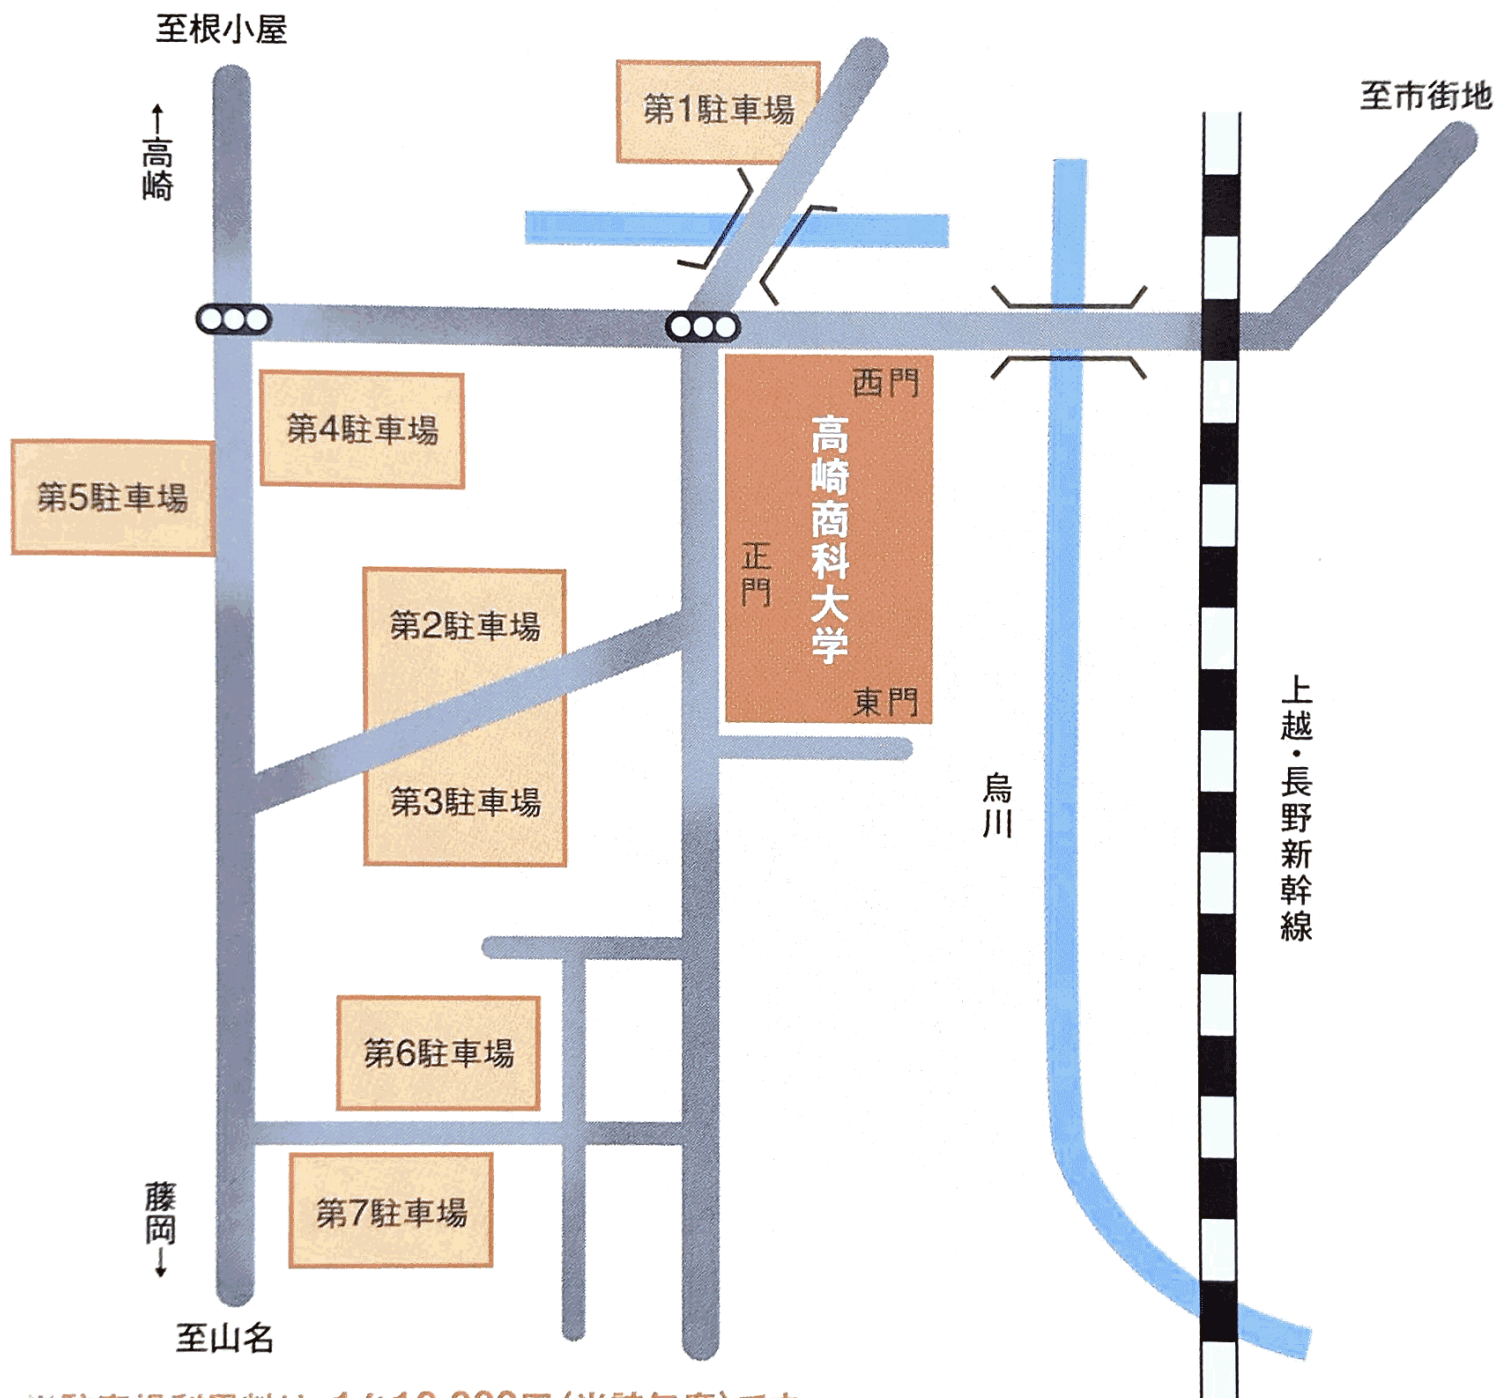 至根小屋
←高崎
第1駐車場
至市街地
西門
高崎商科大学
正門
東門
第4駐車場
第5駐車場
第2駐車場
第3駐車場
烏川
上越・長野新幹線
第6駐車場
第7駐車場
藤岡→
至山名